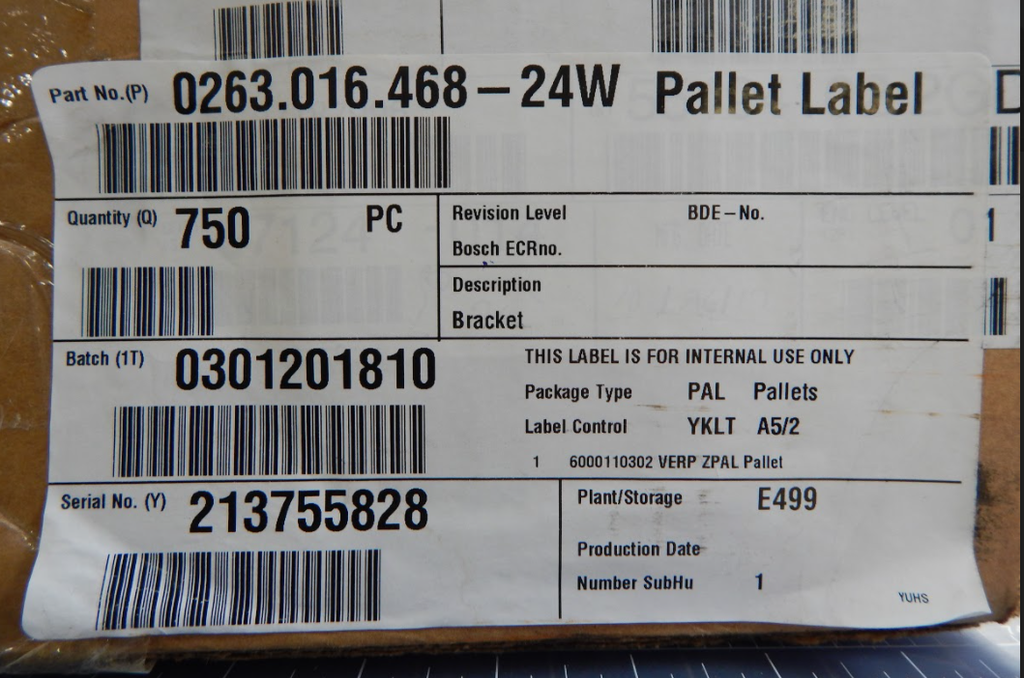 Part No.(P) 0263.016.468-24W Pallet Label
Quantity (Q) 750 PC
Revision Level BDE-No.
Bosch ECRno.
Description
Bracket
Batch (1T) 0301201810
THIS LABEL IS FOR INTERNAL USE ONLY
Package Type PAL Pallets
Label Control YKLT A5/2
1 6000110302 VERP ZPAL Pallet
Serial No. (Y) 213755828
Plant/Storage E499
Production Date
Number SubHu 1
YUHS